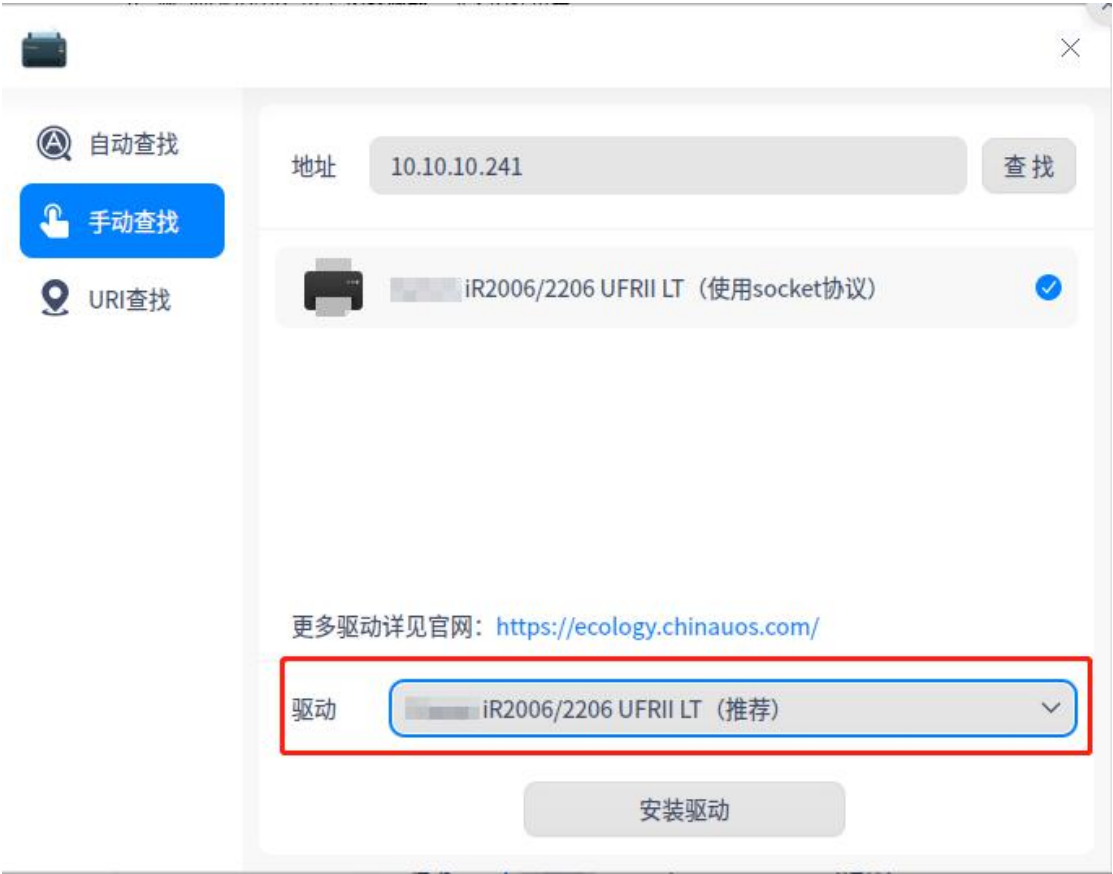 自动查找
手动查找
URI查找
地址 10.10.10.241 查找
iR2006/2206 UFRII LT（使用socket协议）
更多驱动详见官网：https://ecology.chinauos.com/
驱动 iR2006/2206 UFRII LT（推荐）
安装驱动